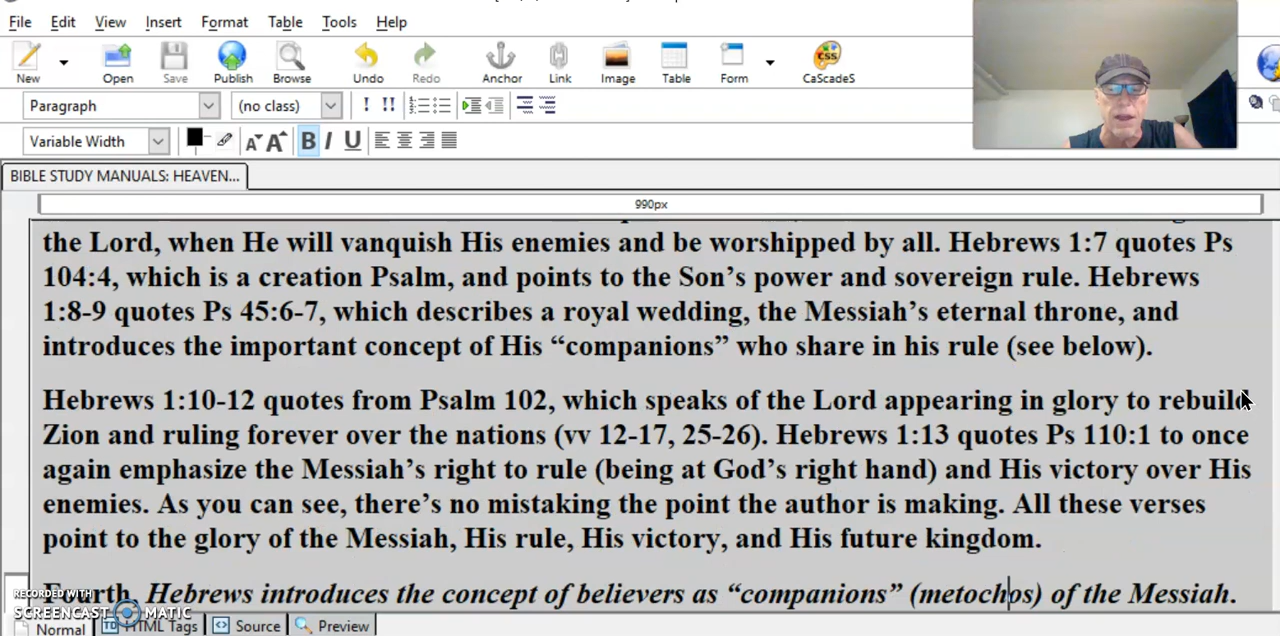 File Edit View Insert Format Table Tools Help
New Open Save Publish Browse Undo Redo Anchor Link Image Table Form CaScadeS
Paragraph (no class) ! !!
Variable Width A A B I U
BIBLE STUDY MANUALS: HEAVEN...
990px
the Lord, when He will vanquish His enemies and be worshipped by all. Hebrews 1:7 quotes Ps
104:4, which is a creation Psalm, and points to the Son’s power and sovereign rule. Hebrews
1:8-9 quotes Ps 45:6-7, which describes a royal wedding, the Messiah’s eternal throne, and
introduces the important concept of His “companions” who share in his rule (see below).
Hebrews 1:10-12 quotes from Psalm 102, which speaks of the Lord appearing in glory to rebuild
Zion and ruling forever over the nations (vv 12-17, 25-26). Hebrews 1:13 quotes Ps 110:1 to once
again emphasize the Messiah’s right to rule (being at God’s right hand) and His victory over His
enemies. As you can see, there’s no mistaking the point the author is making. All these verses
point to the glory of the Messiah, His rule, His victory, and His future kingdom.
Fourth, Hebrews introduces the concept of believers as “companions” (metochos) of the Messiah.
RECORDED WITH
SCREENCAST MATIC
Normal TD HTML Tags <> Source Preview